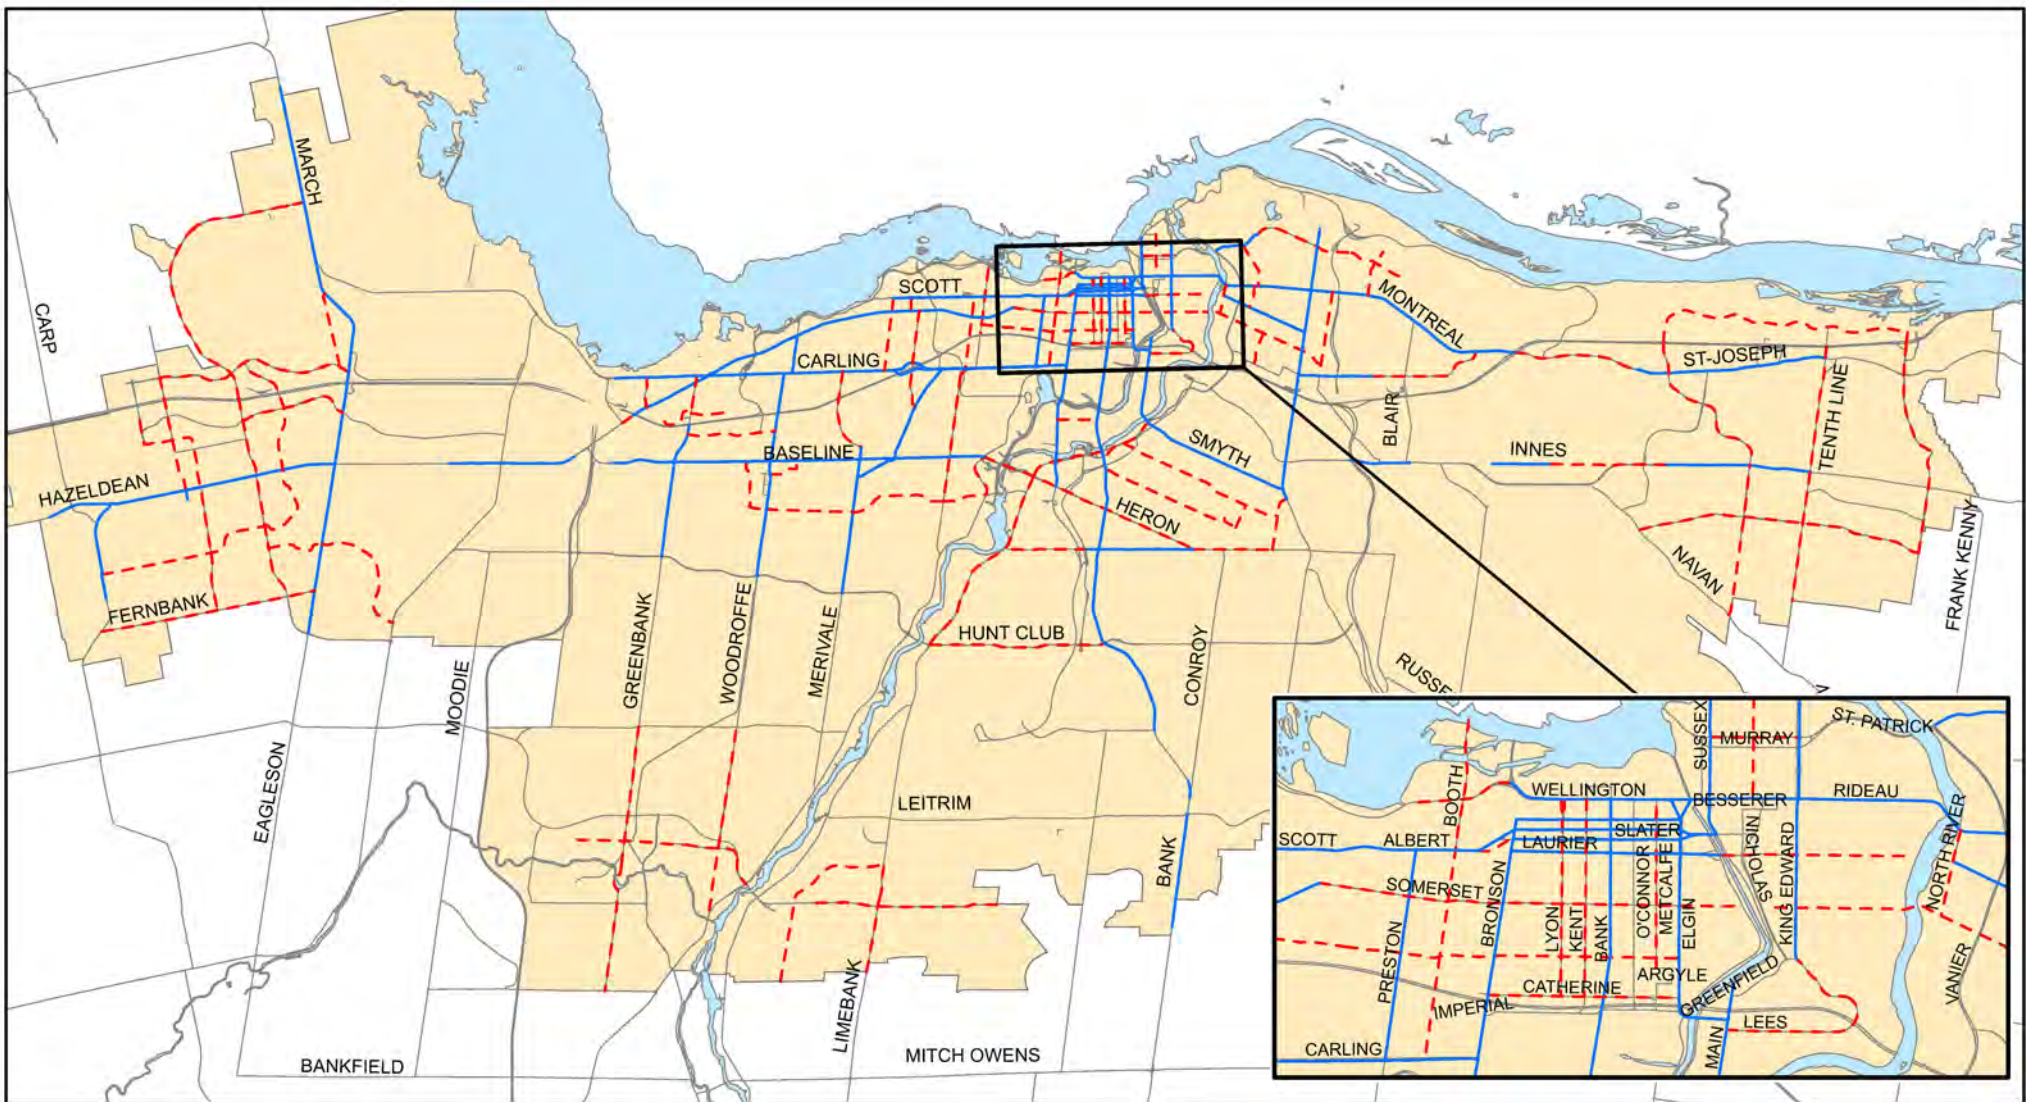 MARCH
CARP
SCOTT
MONTREAL
CARLING
ST-JOSEPH
TENTH LINE
BLAIR
BASELINE
SMYTH
INNES
HAZELDEAN
HERON
FRANK KENNY
NAVAN
FERNBANK
GREENBANK
WOODROFFE
MERIVALE
HUNT CLUB
CONROY
MOODIE
EAGLESON
LEITRIM
BANK
LIMEBANK
BANKFIELD
MITCH OWENS
SUSSEX
ST. PATRICK
MURRAY
BOOTH
WELLINGTON
BESSERER
RIDEAU
SCOTT
ALBERT
SLATER
LAURIER
NICHOLAS
KING EDWARD
NORTH RIVER
SOMERSET
BRONSON
LYON
KENT
BANK
O'CONNOR
METCALFE
ELGIN
PRESTON
ARGYLE
CATHERINE
IMPERIAL
GREENFIELD
VANIER
LEES
MAIN
CARLING